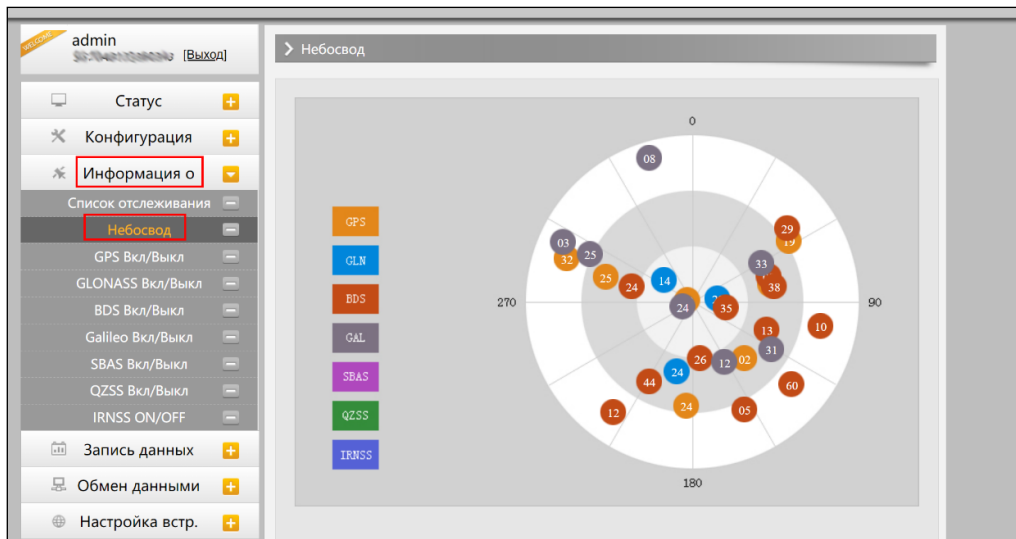 WELCOME
admin
[Выход]
Статус
Конфигурация
Информация о
Список отслеживания
Небосвод
GPS Вкл/Выкл
GLONASS Вкл/Выкл
BDS Вкл/Выкл
Galileo Вкл/Выкл
SBAS Вкл/Выкл
QZSS Вкл/Выкл
IRNSS ON/OFF
Запись данных
Обмен данными
Настройка встр.
Небосвод
GPS
GLN
BDS
GAL
SBAS
QZSS
IRNSS
0
08
29
19
03
32
25
33
25
14
24
38
270
24
35
90
10
13
31
26
12
02
24
44
60
24
05
12
180